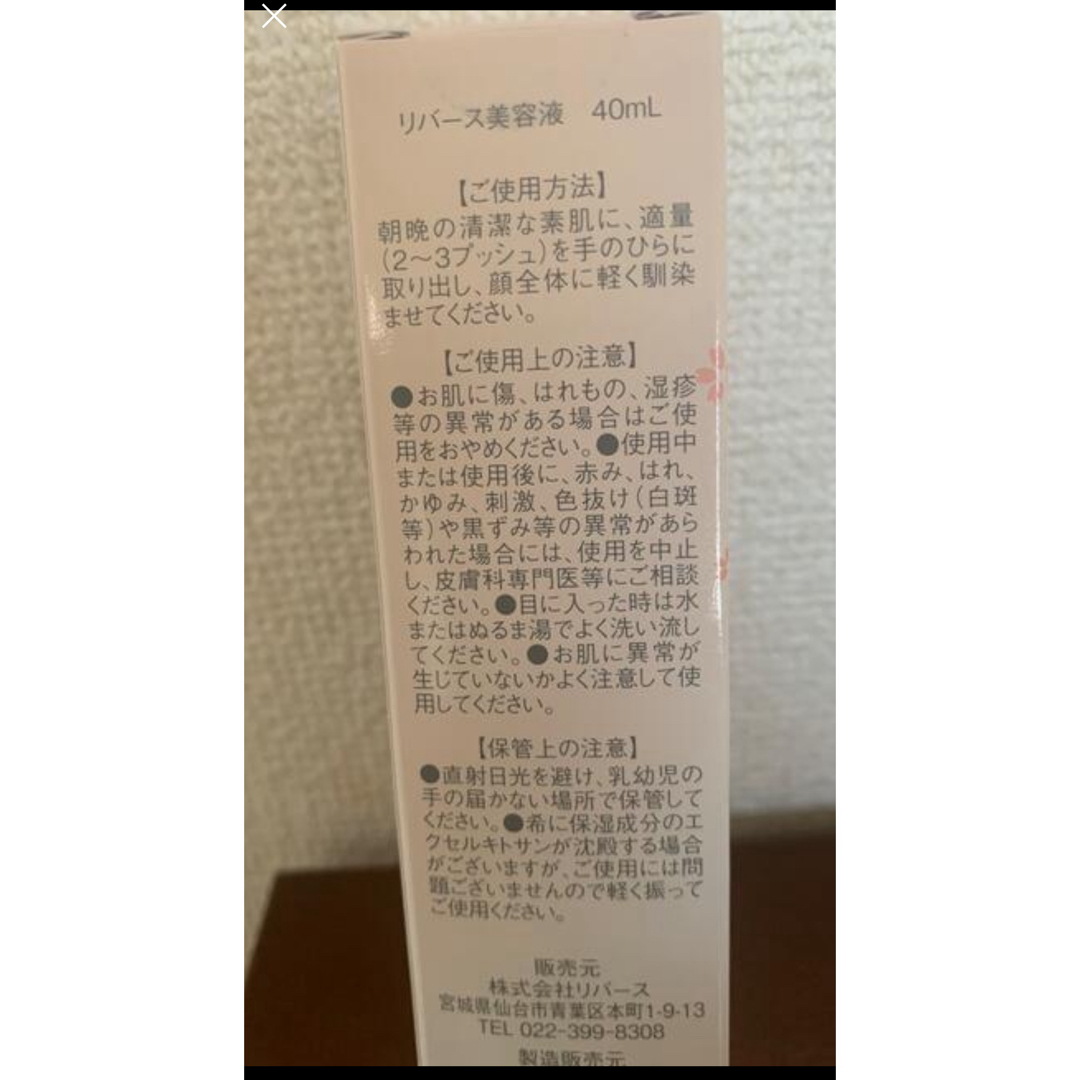 リバース美容液 40mL
【ご使用方法】
朝晩の清潔な素肌に、適量
(2～3プッシュ)を手のひらに
取り出し、顔全体に軽く馴染
ませてください。
【ご使用上の注意】
●お肌に傷、はれもの、湿疹
等の異常がある場合はご使
用をおやめください。●使用中
または使用後に、赤み、はれ、
かゆみ、刺激、色抜け(白斑
等)や黒ずみ等の異常があら
われた場合には、使用を中止
し、皮膚科専門医等にご相談
ください。●目に入った時は水
またはぬるま湯でよく洗い流し
てください。●お肌に異常が
生じていないかよく注意して使
用してください。
【保管上の注意】
●直射日光を避け、乳幼児の
手の届かない場所で保管して
ください。●希に保湿成分のエ
クセルキトサンが沈殿する場合
がございますが、ご使用には問
題ございませんので軽く振って
ご使用ください。
販売元
株式会社リバース
宮城県仙台市青葉区本町1-9-13
TEL 022-399-8308
製造販売元